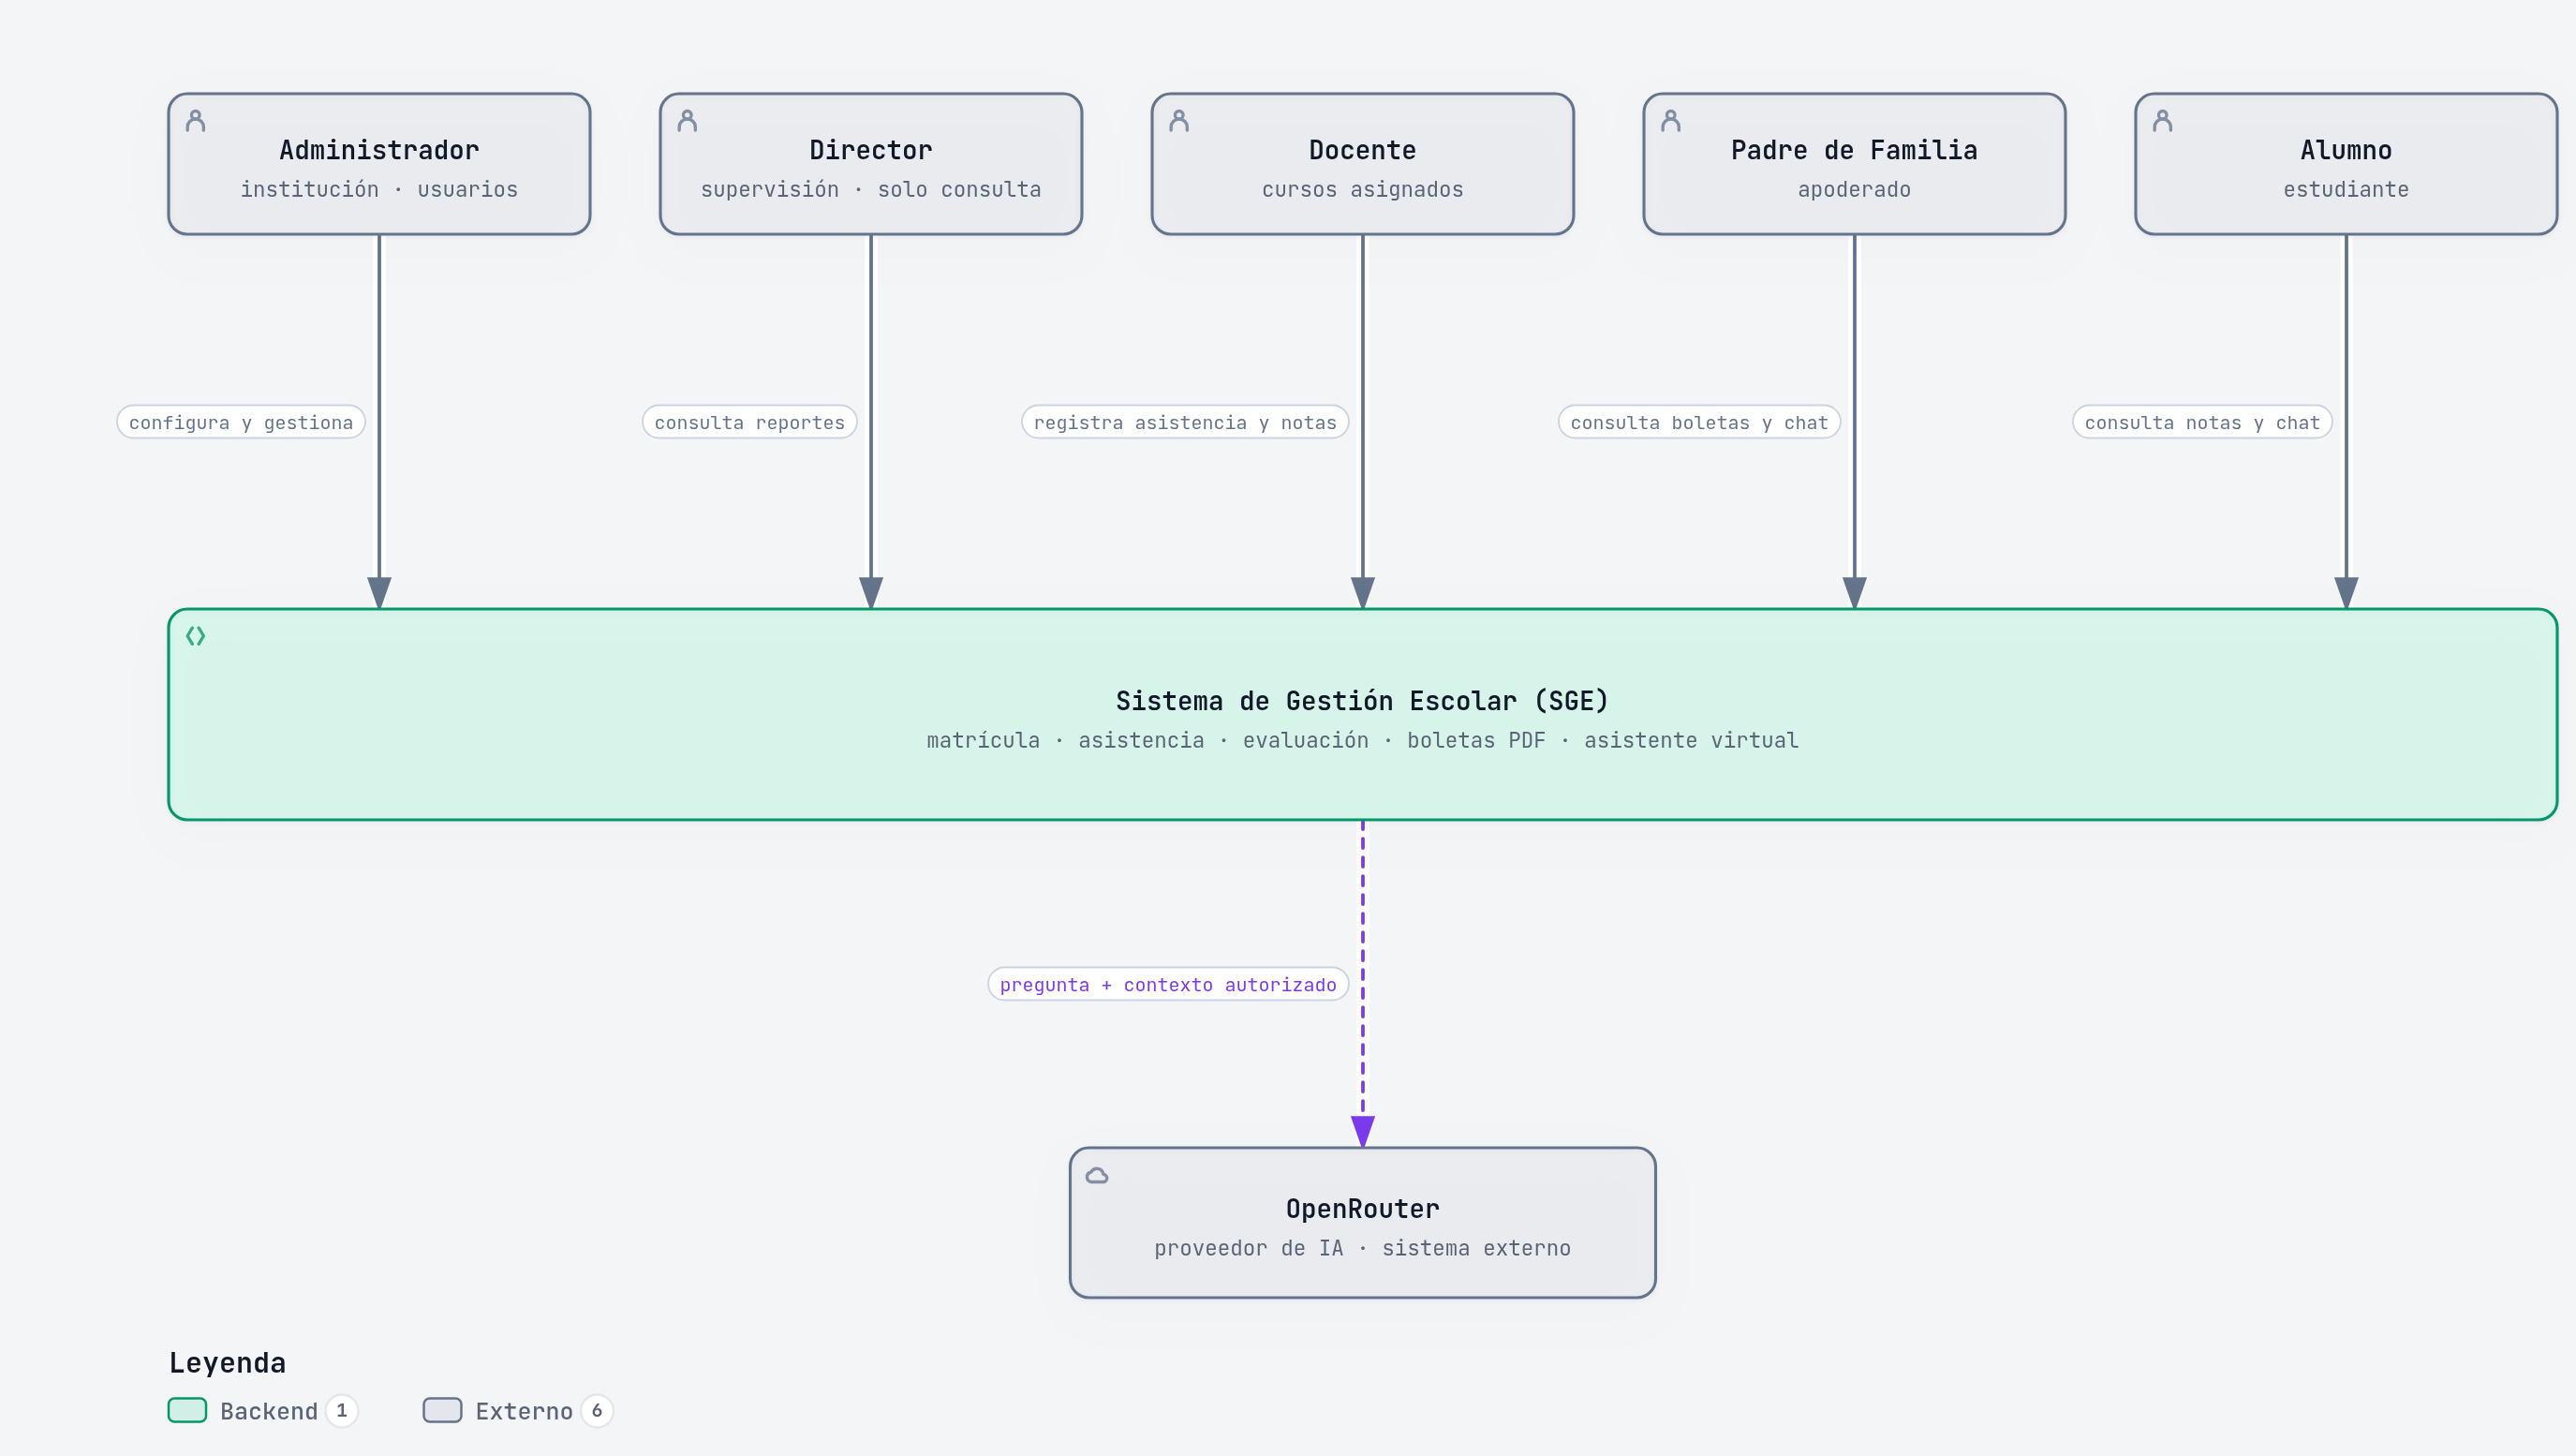 Administrador
institución · usuarios
Director
supervisión · solo consulta
Docente
cursos asignados
Padre de Familia
apoderado
Alumno
estudiante
configura y gestiona
consulta reportes
registra asistencia y notas
consulta boletas y chat
consulta notas y chat
Sistema de Gestión Escolar (SGE)
matrícula · asistencia · evaluación · boletas PDF · asistente virtual
pregunta + contexto autorizado
OpenRouter
proveedor de IA · sistema externo
Leyenda
Backend 1
Externo 6